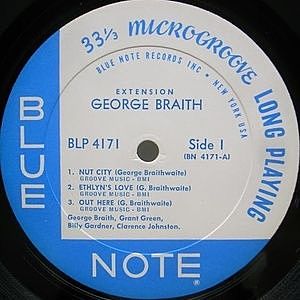 33 1/3 MICROGROOVE LONG PLAYING
BLUE NOTE RECORDS INC • NEW YORK USA
EXTENSION
GEORGE BRAITH
BLP 4171 Side 1
(BN 4171-A)
1. NUT CITY (George Braithwaite)
GROOVE MUSIC - BMI
2. ETHLYN'S LOVE (G. Braithwaite)
GROOVE MUSIC - BMI
3. OUT HERE (G. Braithwaite)
GROOVE MUSIC - BMI
George Braith, Grant Green,
Billy Gardner, Clarence Johnston.
BLUE
NOTE ®